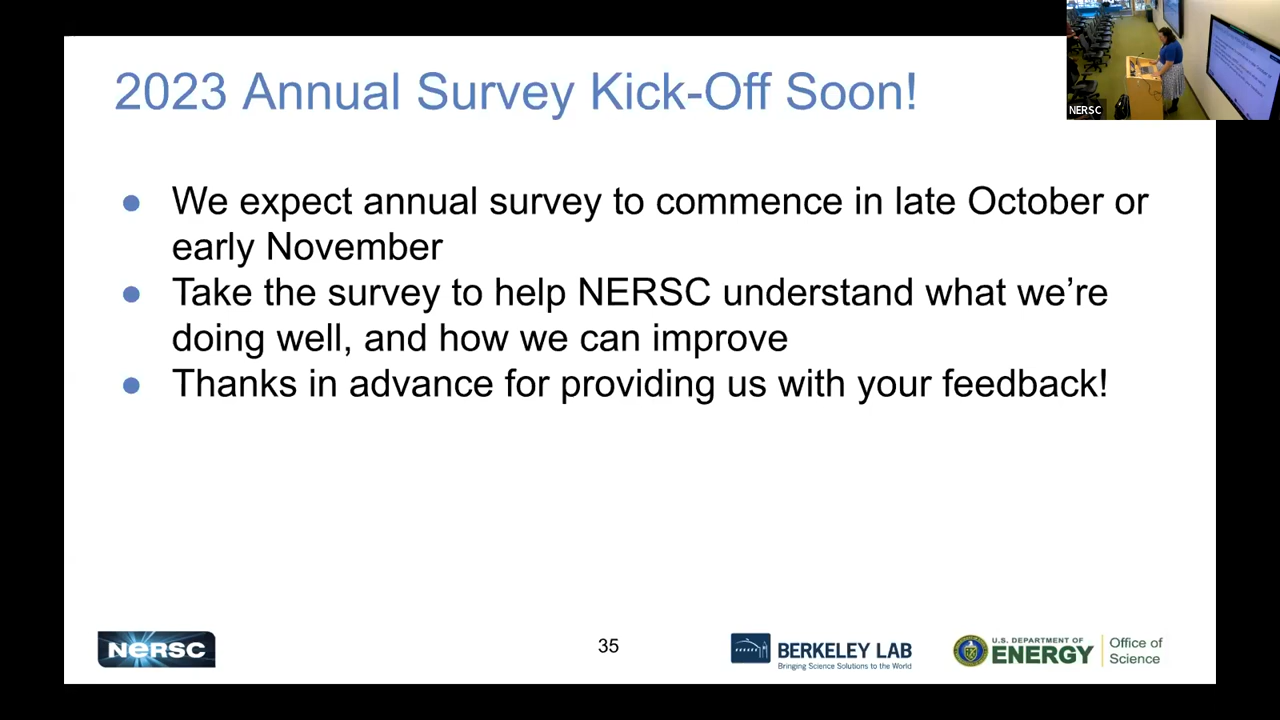 2023 Annual Survey Kick-Off Soon!
NERSC
● We expect annual survey to commence in late October or
early November
● Take the survey to help NERSC understand what we’re
doing well, and how we can improve
● Thanks in advance for providing us with your feedback!
NERSC
35
BERKELEY LAB
Bringing Science Solutions to the World
U.S. DEPARTMENT OF
ENERGY
Office of
Science